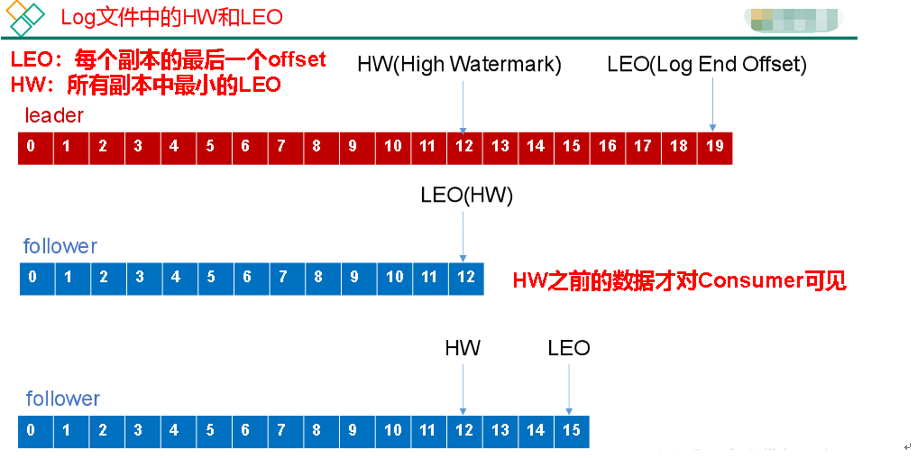 Log文件中的HW和LEO
LEO：每个副本的最后一个offset
HW：所有副本中最小的LEO
HW(High Watermark)
LEO(Log End Offset)
leader
0 1 2 3 4 5 6 7 8 9 10 11 12 13 14 15 16 17 18 19
LEO(HW)
follower
0 1 2 3 4 5 6 7 8 9 10 11 12
HW之前的数据才对Consumer可见
HW
LEO
follower
0 1 2 3 4 5 6 7 8 9 10 11 12 13 14 15